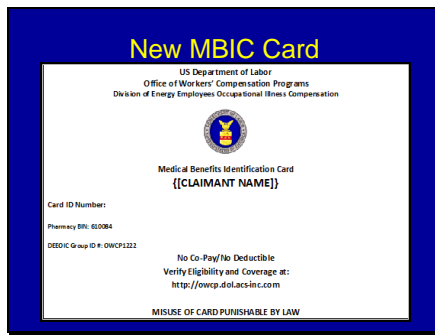 New MBIC Card
US Department of Labor
Office of Workers' Compensation Programs
Division of Energy Employees Occupational Illness Compensation
Medical Benefits Identification Card
{[CLAIMANT NAME]}
Card ID Number:
Pharmacy BIN: 610084
DEEOIC Group ID #: OWCP1222
No Co-Pay/No Deductible
Verify Eligibility and Coverage at:
http://owcp.dol.acs-inc.com
MISUSE OF CARD PUNISHABLE BY LAW